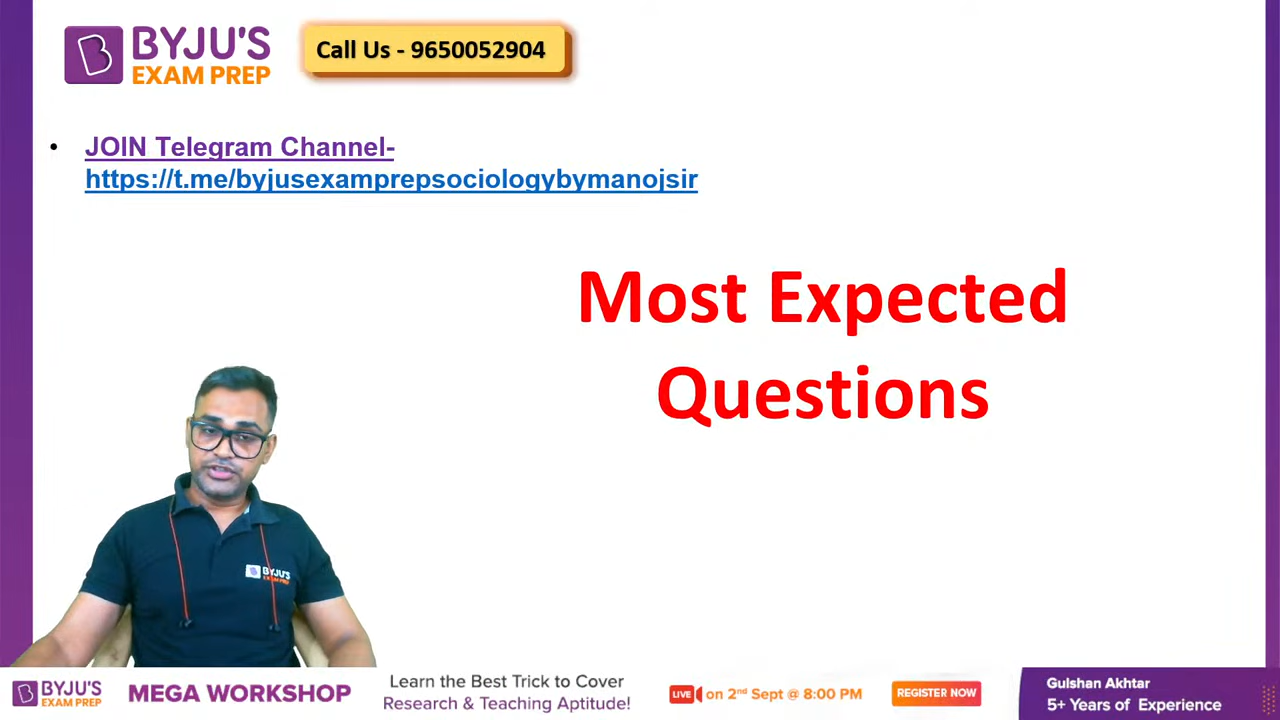 BYJU'S
EXAM PREP
Call Us - 9650052904
• JOIN Telegram Channel-
https://t.me/byjusexamprepsociologybymanojsir
Most Expected
Questions
BYJU'S
EXAM PREP
BYJU'S
EXAM PREP
MEGA WORKSHOP
Learn the Best Trick to Cover
Research & Teaching Aptitude!
LIVE on 2nd Sept @ 8:00 PM
REGISTER NOW
Gulshan Akhtar
5+ Years of Experience